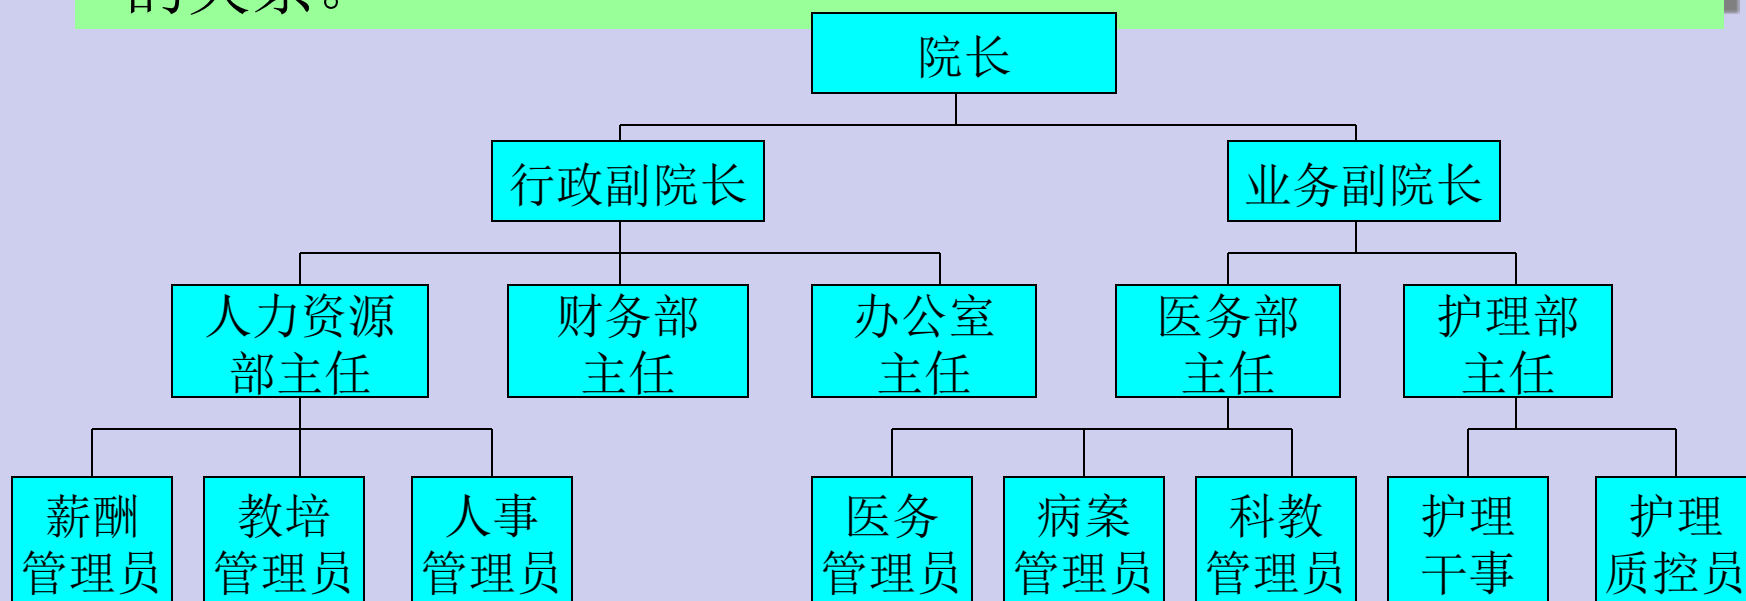 的关系。
院长
行政副院长
业务副院长
人力资源
部主任
财务部
主任
办公室
主任
医务部
主任
护理部
主任
薪酬
管理员
教培
管理员
人事
管理员
医务
管理员
病案
管理员
科教
管理员
护理
干事
护理
质控员